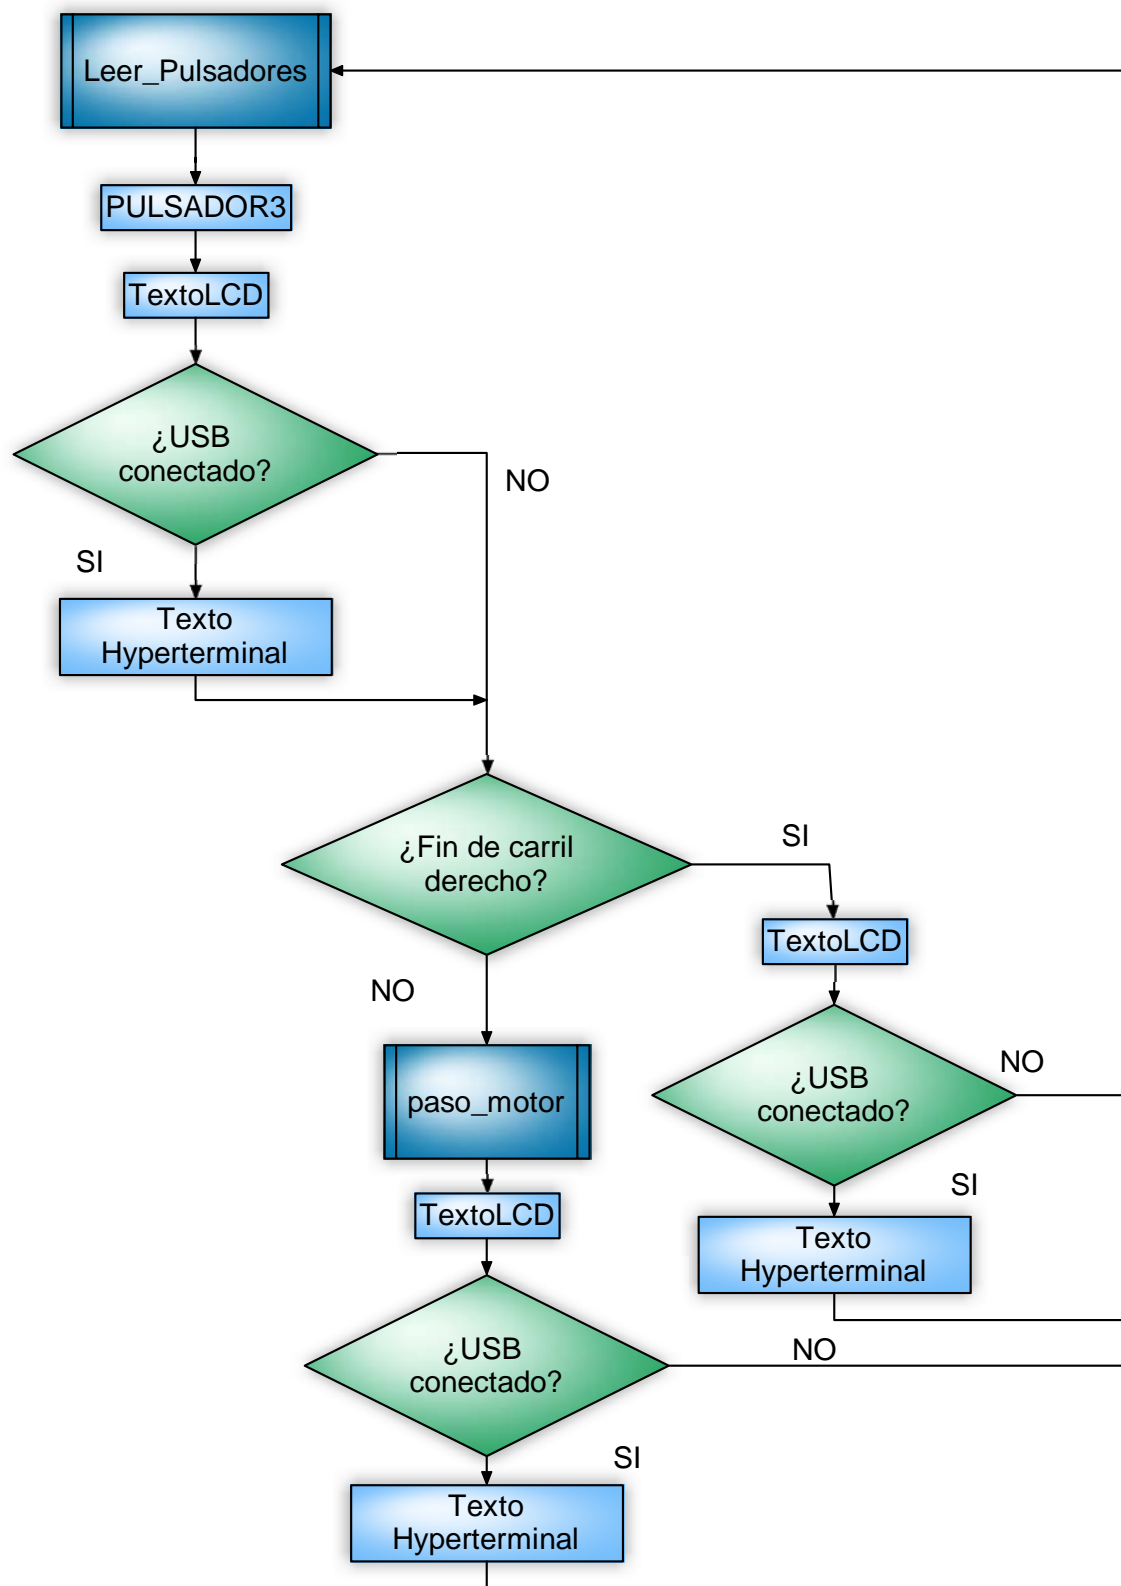 Leer_Pulsadores
PULSADOR3
TextoLCD
¿USB
conectado?
NO
SI
Texto
Hyperterminal
¿Fin de carril
derecho?
SI
TextoLCD
NO
¿USB
conectado?
NO
paso_motor
SI
TextoLCD
Texto
Hyperterminal
¿USB
conectado?
NO
SI
Texto
Hyperterminal